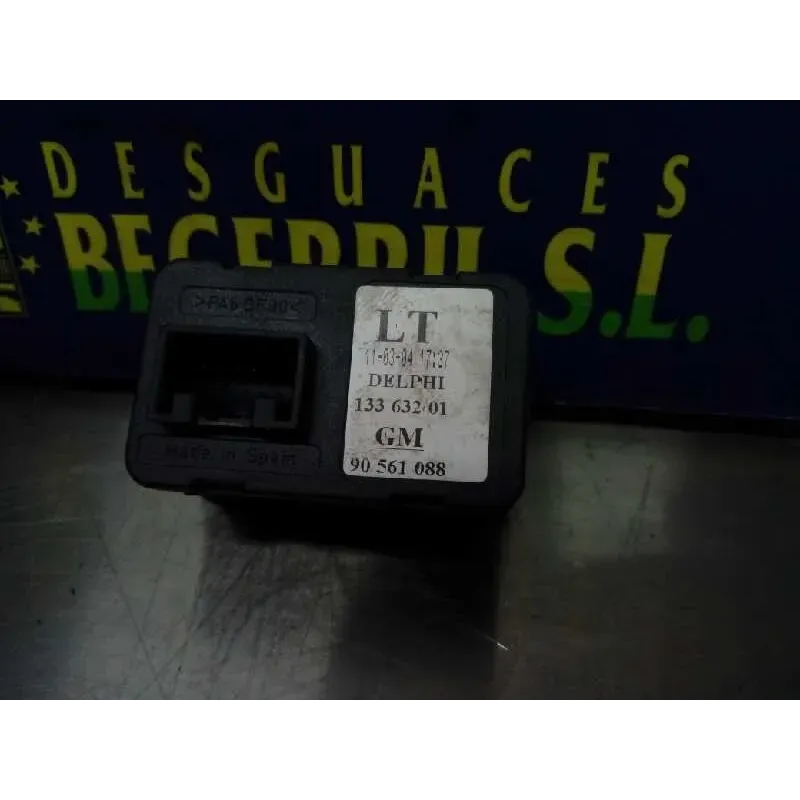 DESGUACES
BECERRIL S.L.
>PA6 GF30<
Made in Spain
LT
11-03-04 17:37
DELPHI
133 632 01
GM
90 561 088